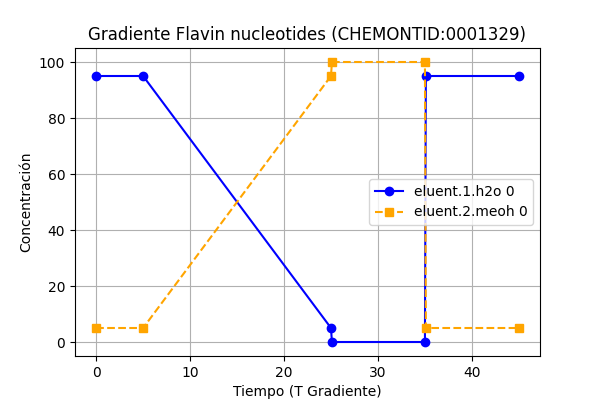 Gradiente Flavin nucleotides (CHEMONTID:0001329)
100
80
60
40
20
0
Concentración
eluent.1.h2o 0
eluent.2.meoh 0
0 10 20 30 40
Tiempo (T Gradiente)